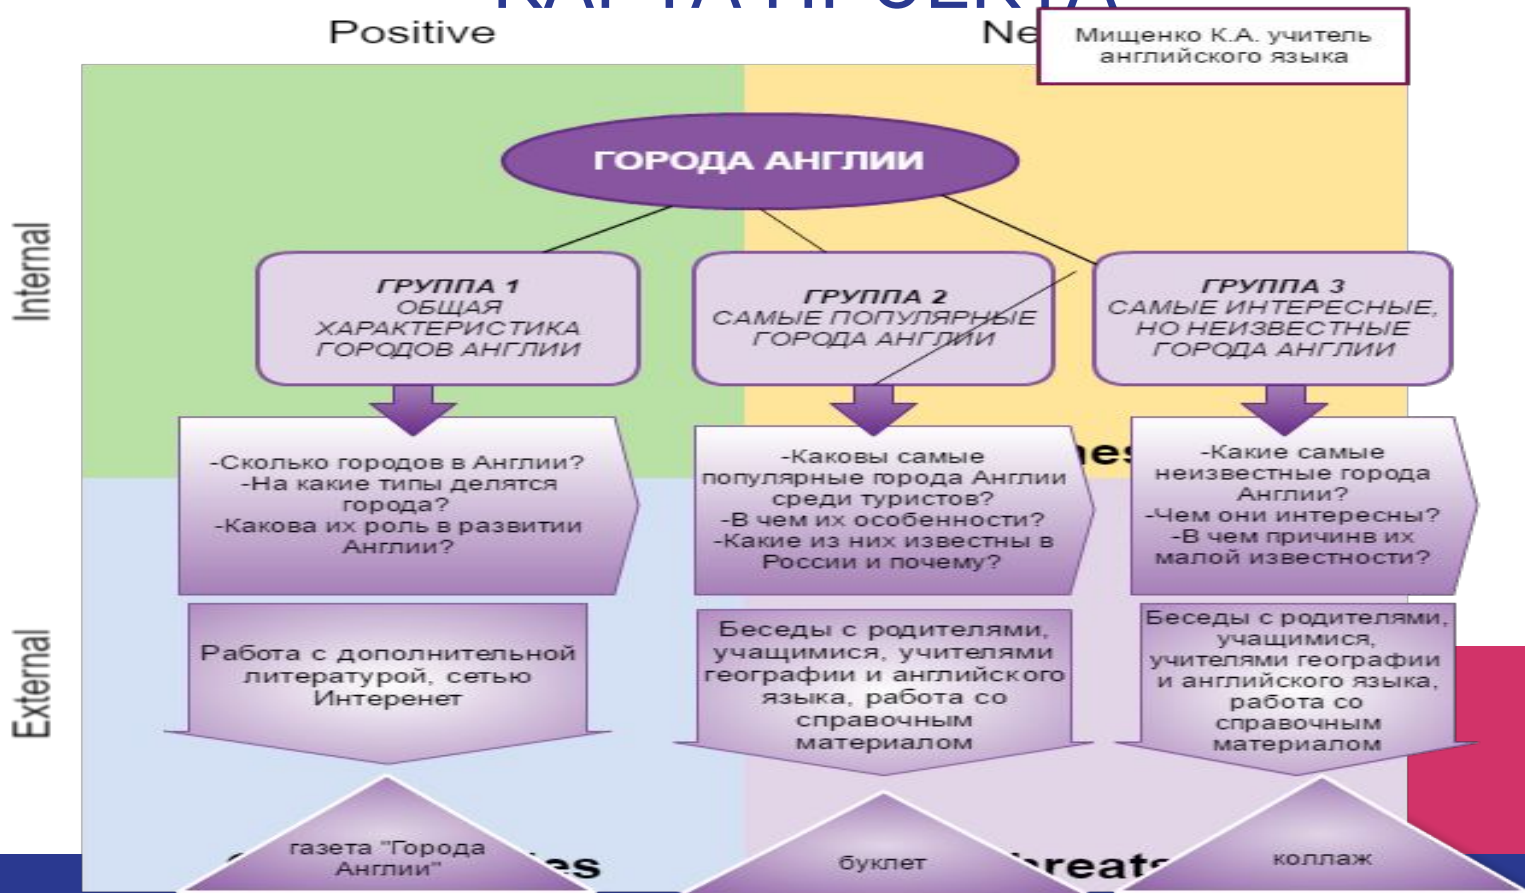 КАРТА ПРОЕКТА
Positive
Мищенко К.А. учитель
английского языка
ГОРОДА АНГЛИИ
Internal
External
ГРУППА 1
ОБЩАЯ
ХАРАКТЕРИСТИКА
ГОРОДОВ АНГЛИИ
ГРУППА 2
САМЫЕ ПОПУЛЯРНЫЕ
ГОРОДА АНГЛИИ
ГРУППА 3
САМЫЕ ИНТЕРЕСНЫЕ,
НО НЕИЗВЕСТНЫЕ
ГОРОДА АНГЛИИ
-Сколько городов в Англии?
-На какие типы делятся
города?
-Какова их роль в развитии
Англии?
-Каковы самые
популярные города Англии
среди туристов?
-В чем их особенности?
-Какие из них известны в
России и почему?
-Какие самые
неизвестные города
Англии?
-Чем они интересны?
-В чем причинв их
малой известности?
Работа с дополнительной
литературой, сетью
Интеренет
Беседы с родителями,
учащимися, учителями
географии и английского
языка, работа со
справочным
материалом
Беседы с родителями,
учащимися,
учителями географии
и английского языка,
работа со
справочным
материалом
газета "Города
Англии"
буклет
коллаж